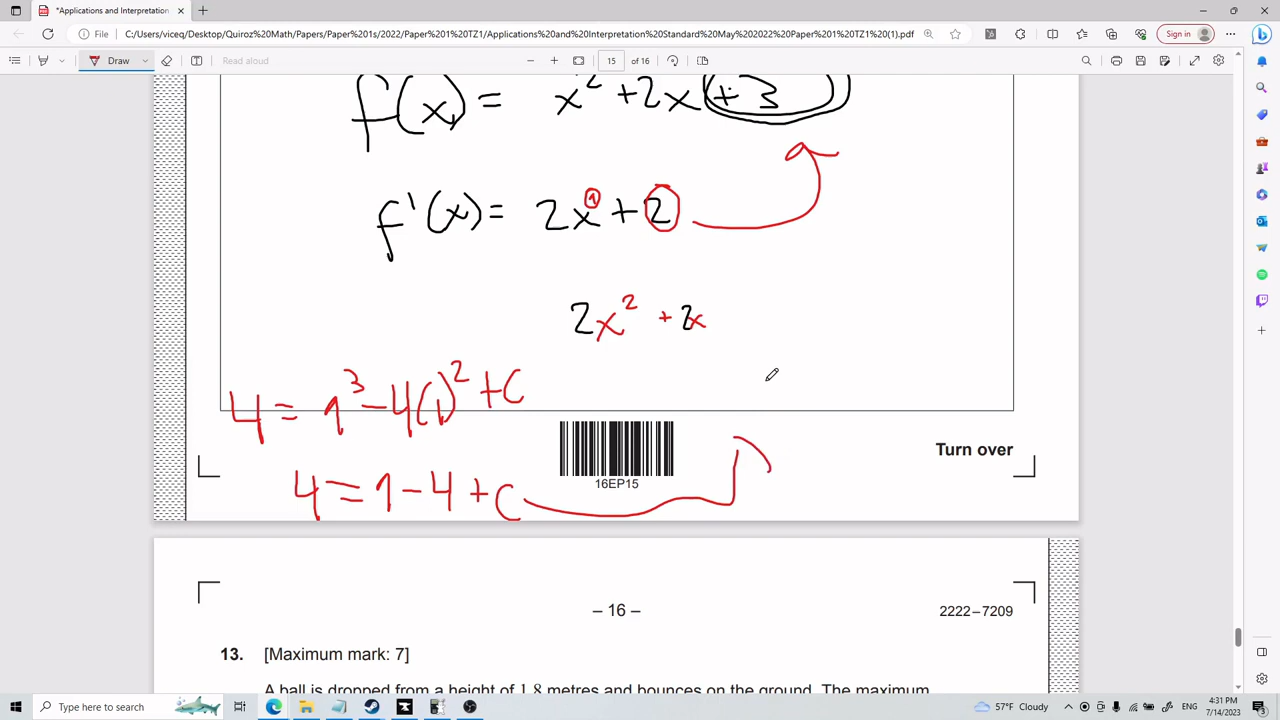 *Applications and Interpretation
File
C:/Users/viceq/Quiroz%20Math/Papers/Paper%201s/2022/Paper%201%20TZ1/Applications%20and%20Interpretation%20Standard%20May%202022%20Paper%201%20TZ1%20(1).pdf
Sign in
Draw
Read aloud
15 of 16
f(x) = x² + 2x + 3
f'(x) = 2x¹ + 2
2x² + 2x
4 = 1³ - 4(1)² + C
4 = 1 - 4 + C
16EP15
Turn over
– 16 –
2222–7209
13. [Maximum mark: 7]
A ball is dropped from a height of 1.8 metres and bounces on the ground. The maximum
Type here to search
57°F Cloudy
4:31 PM
7/14/2023